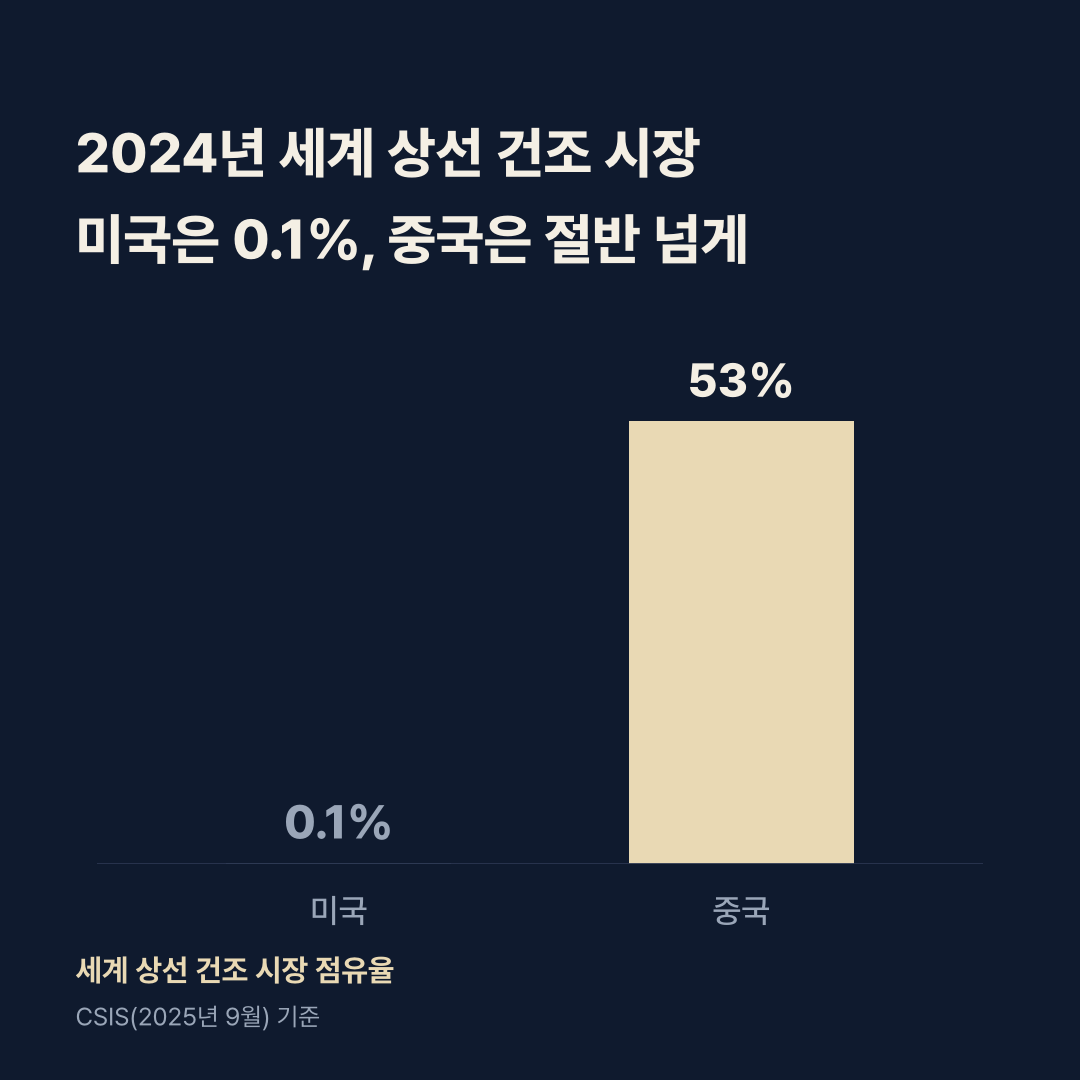 2024년 세계 상선 건조 시장
미국은 0.1%, 중국은 절반 넘게
53%
0.1%
미국
중국
세계 상선 건조 시장 점유율
CSIS(2025년 9월) 기준